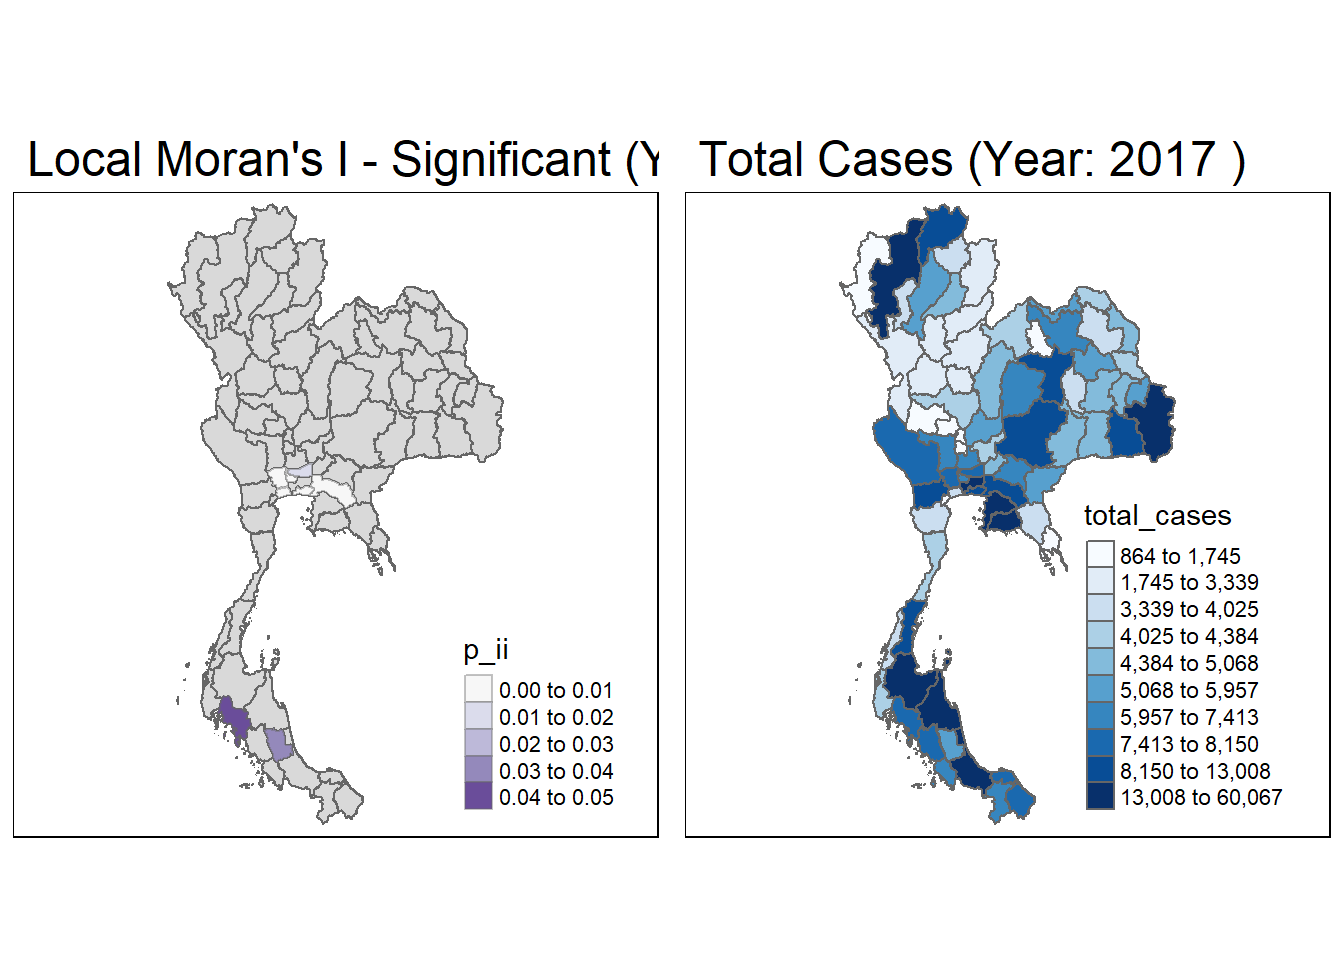 Local Moran's I - Significant (Y
Total Cases (Year: 2017 )
p_ii
0.00 to 0.01
0.01 to 0.02
0.02 to 0.03
0.03 to 0.04
0.04 to 0.05
total_cases
864 to 1,745
1,745 to 3,339
3,339 to 4,025
4,025 to 4,384
4,384 to 5,068
5,068 to 5,957
5,957 to 7,413
7,413 to 8,150
8,150 to 13,008
13,008 to 60,067